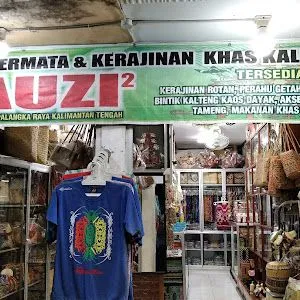 ERMATA & KERAJINAN KHAS KAL
AUZI²
TERSEDIA
PALANGKA RAYA-KALIMANTAN TENGAH
KERAJINAN ROTAN, PERAHU GETAH
BINTIK KALTENG KAOS DAYAK, AKSE
TAMENG, MAKANAN KHAS